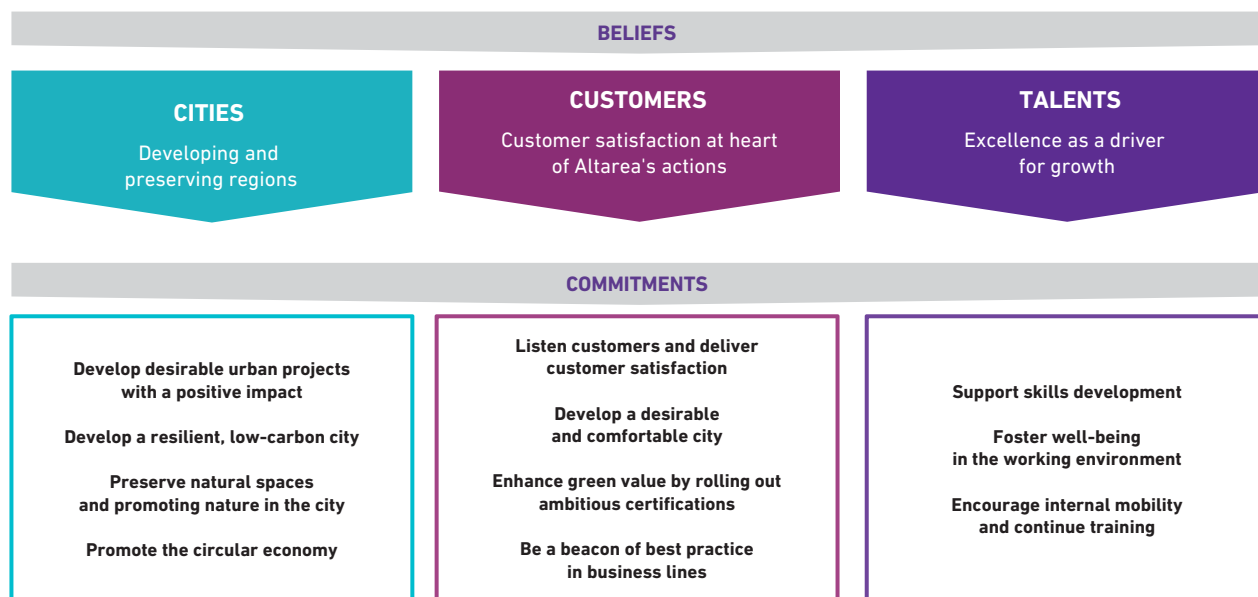 BELIEFS
CITIES
Developing and
preserving regions
CUSTOMERS
Customer satisfaction at heart
of Altarea's actions
TALENTS
Excellence as a driver
for growth
COMMITMENTS
Develop desirable urban projects
with a positive impact
Develop a resilient, low-carbon city
Preserve natural spaces
and promoting nature in the city
Promote the circular economy
Listen customers and deliver
customer satisfaction
Develop a desirable
and comfortable city
Enhance green value by rolling out
ambitious certifications
Be a beacon of best practice
in business lines
Support skills development
Foster well-being
in the working environment
Encourage internal mobility
and continue training